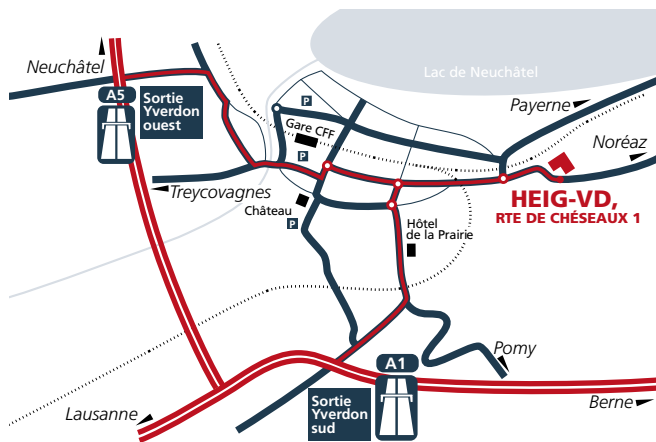 Neuchâtel
A5
Sortie
Yverdon
ouest
Lac de Neuchâtel
Payerne
Noréaz
P
Gare CFF
P
Treycovagnes
Château
P
Hôtel
de la Prairie
HEIG-VD,
RTE DE CHÉSEAUX 1
Pomy
A1
Sortie
Yverdon
sud
Lausanne
Berne